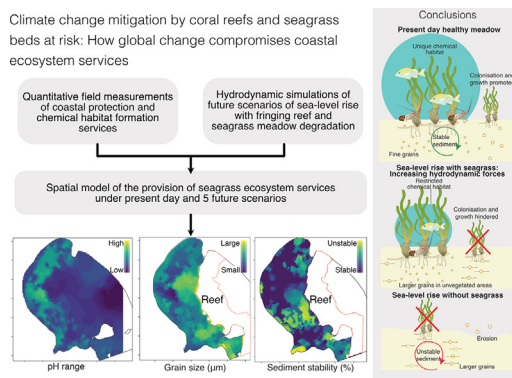 Climate change mitigation by coral reefs and seagrass
beds at risk: How global change compromises coastal
ecosystem services
Quantitative field measurements
of coastal protection and
chemical habitat formation
services
Hydrodynamic simulations of
future scenarios of sea-level rise
with fringing reef and
seagrass meadow degradation
Spatial model of the provision of seagrass ecosystem services
under present day and 5 future scenarios
High
Low
pH range
Large
Small
Reef
Grain size (µm)
Unstable
Stable
Reef
Sediment stability (%)
Conclusions
Present day healthy meadow
Unique chemical
habitat
Colonisation and
growth promoted
Stable
sediment
Fine grains
Sea-level rise with seagrass:
Increasing hydrodynamic forces
Restricted
chemical habitat
Colonisation and
growth hindered
Larger grains in unvegetated areas
Sea-level rise without seagrass
Erosion
Unstable
sediment
Larger grains